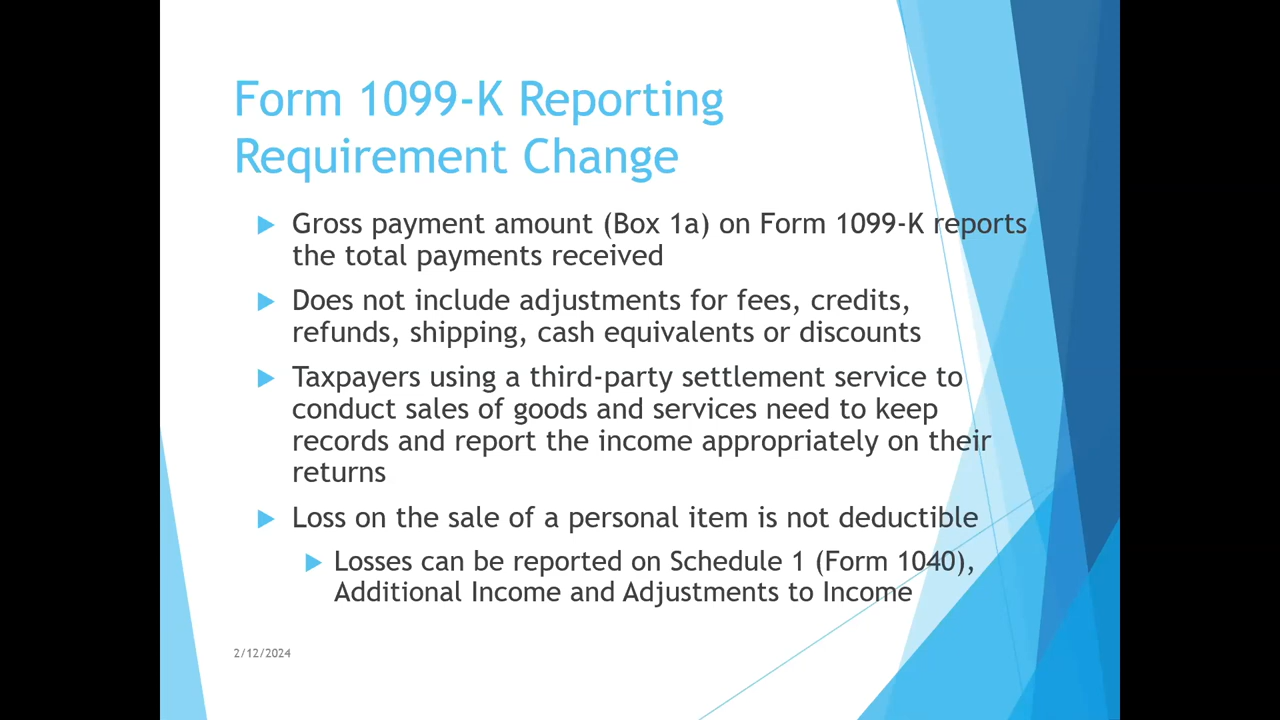 Form 1099-K Reporting
Requirement Change
Gross payment amount (Box 1a) on Form 1099-K reports
the total payments received
Does not include adjustments for fees, credits,
refunds, shipping, cash equivalents or discounts
Taxpayers using a third-party settlement service to
conduct sales of goods and services need to keep
records and report the income appropriately on their
returns
Loss on the sale of a personal item is not deductible
Losses can be reported on Schedule 1 (Form 1040),
Additional Income and Adjustments to Income
2/12/2024